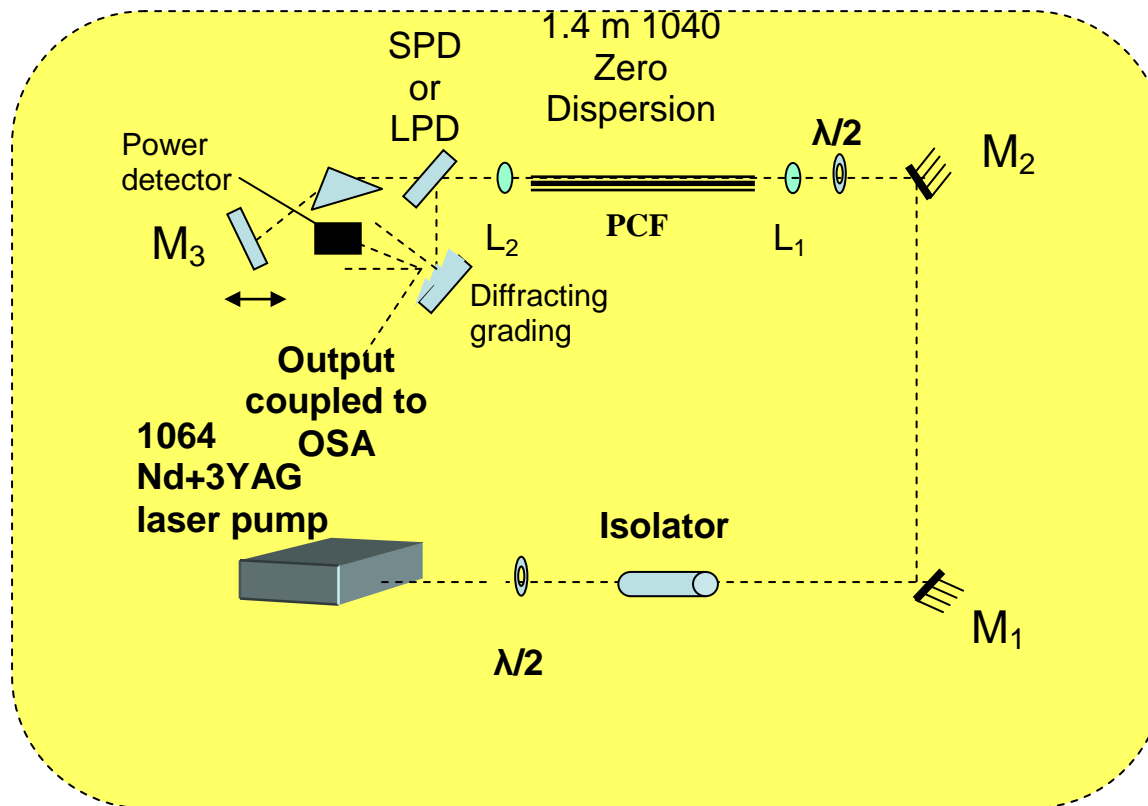 1.4 m 1040
Zero
Dispersion
SPD
or
LPD
λ/2
M2
Power
detector
M3
L2
PCF
L1
Diffracting
grading
Output
coupled to
OSA
1064
Nd+3YAG
laser pump
Isolator
M1
λ/2